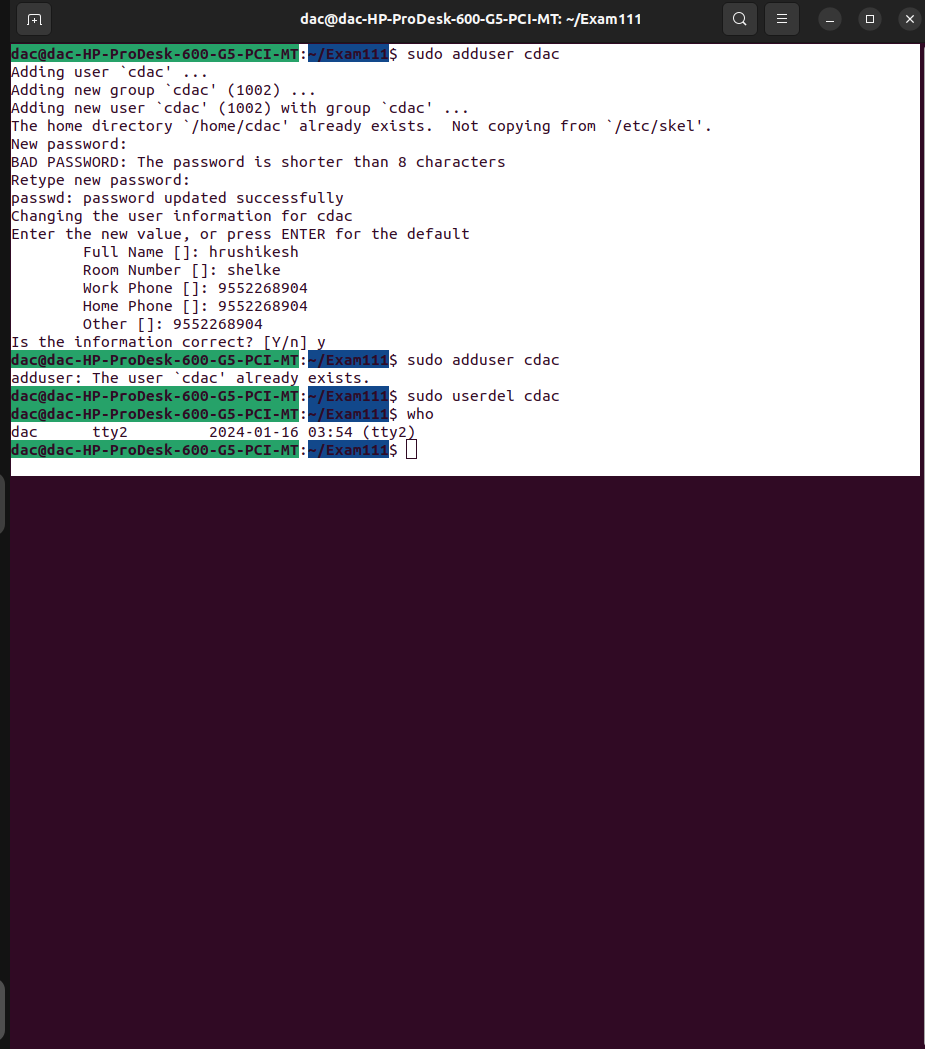 dac@dac-HP-ProDesk-600-G5-PCI-MT: ~/Exam111
dac@dac-HP-ProDesk-600-G5-PCI-MT:~/Exam111$ sudo adduser cdac
Adding user `cdac' ...
Adding new group `cdac' (1002) ...
Adding new user `cdac' (1002) with group `cdac' ...
The home directory `/home/cdac' already exists.  Not copying from `/etc/skel'.
New password:
BAD PASSWORD: The password is shorter than 8 characters
Retype new password:
passwd: password updated successfully
Changing the user information for cdac
Enter the new value, or press ENTER for the default
        Full Name []: hrushikesh
        Room Number []: shelke
        Work Phone []: 9552268904
        Home Phone []: 9552268904
        Other []: 9552268904
Is the information correct? [Y/n] y
dac@dac-HP-ProDesk-600-G5-PCI-MT:~/Exam111$ sudo adduser cdac
adduser: The user `cdac' already exists.
dac@dac-HP-ProDesk-600-G5-PCI-MT:~/Exam111$ sudo userdel cdac
dac@dac-HP-ProDesk-600-G5-PCI-MT:~/Exam111$ who
dac      tty2         2024-01-16 03:54 (tty2)
dac@dac-HP-ProDesk-600-G5-PCI-MT:~/Exam111$